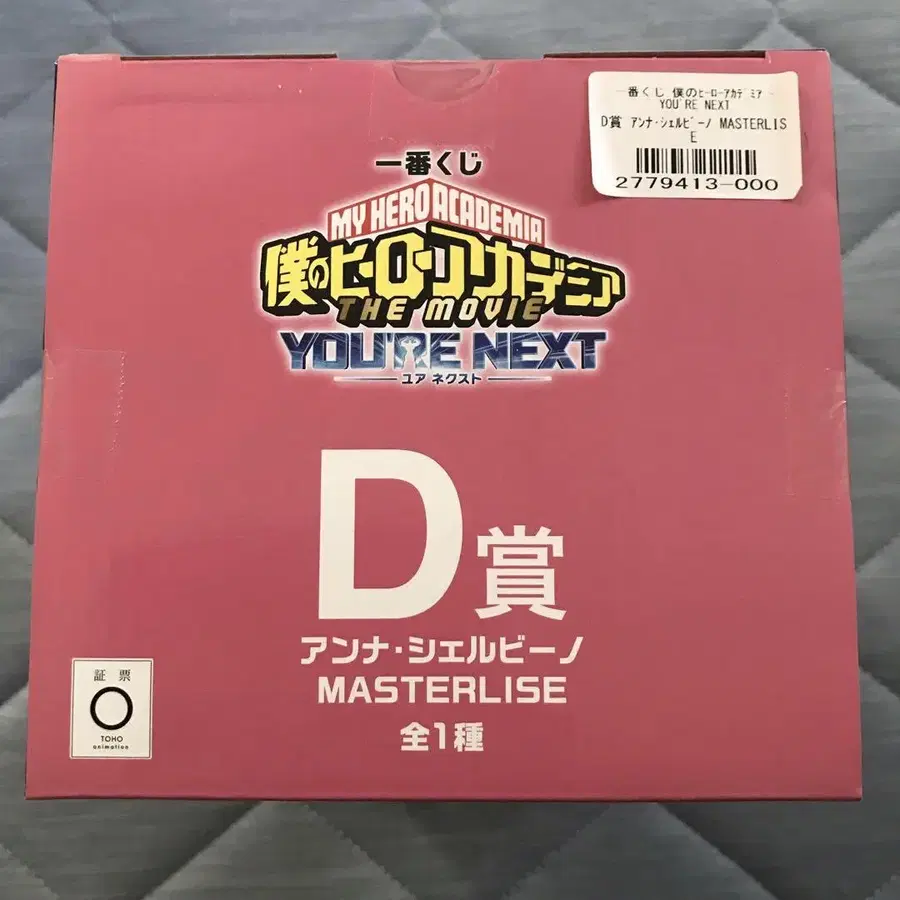 一番くじ 僕のﾋｰﾛｰｱｶﾃﾞﾐｱ -
YOU'RE NEXT
D賞 ｱﾝﾅ･ｼｪﾙﾋﾞｰﾉ MASTERLIS
E
2779413-000
一番くじ
MY HERO ACADEMIA
僕のヒーローアカデミア
THE MOVIE
YOU'RE NEXT
ユア ネクスト
D賞
アンナ・シェルビーノ
MASTERLISE
全1種
証票
TOHO
animation